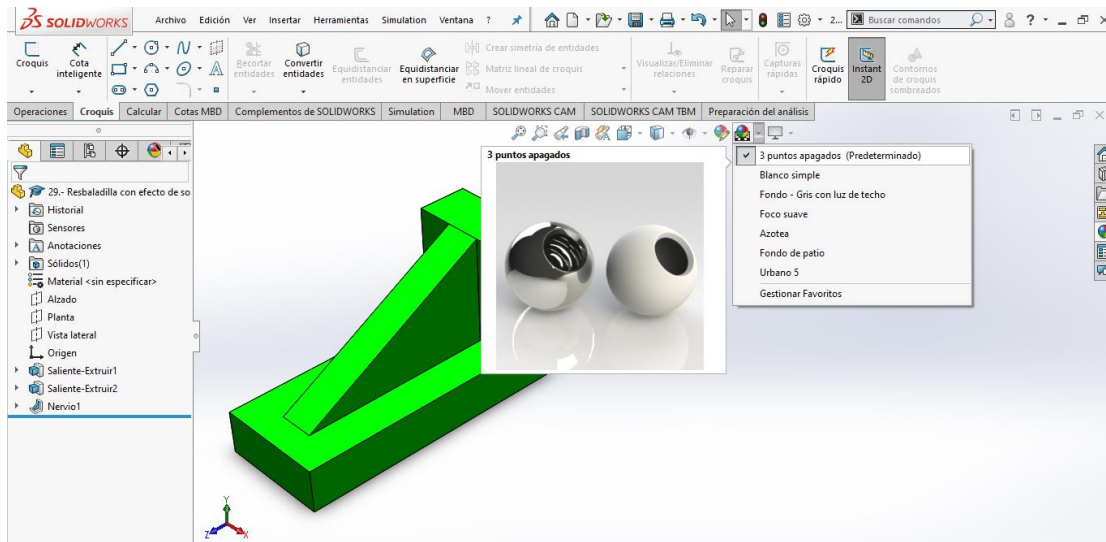 SOLIDWORKS Archivo Edición Ver Insertar Herramientas Simulation Ventana ? 2... Buscar comandos ?
Croquis Cota inteligente Recortar entidades Convertir entidades Equidistanciar entidades Equidistanciar en superficie Crear simetría de entidades Visualizar/Eliminar relaciones Reparar croquis Capturas rápidas Croquis rápido Instant 2D Contornos de croquis sombreados
Matriz lineal de croquis
Mover entidades
Operaciones Croquis Calcular Cotas MBD Complementos de SOLIDWORKS Simulation MBD SOLIDWORKS CAM SOLIDWORKS CAM TBM Preparación del análisis
29.- Resbaladilla con efecto de so
Historial
Sensores
Anotaciones
Sólidos(1)
Material <sin especificar>
Alzado
Planta
Vista lateral
Origen
Saliente-Extruir1
Saliente-Extruir2
Nervio1
3 puntos apagados
3 puntos apagados (Predeterminado)
Blanco simple
Fondo - Gris con luz de techo
Foco suave
Azotea
Fondo de patio
Urbano 5
Gestionar Favoritos
Y
Z X